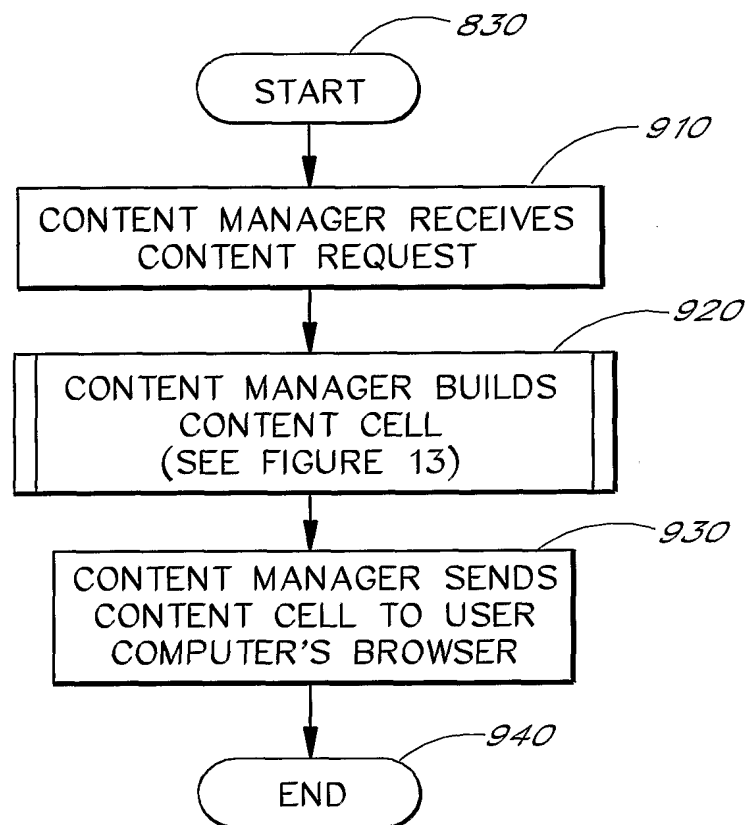 830
START
910
CONTENT MANAGER RECEIVES
CONTENT REQUEST
920
CONTENT MANAGER BUILDS
CONTENT CELL
(SEE FIGURE 13)
930
CONTENT MANAGER SENDS
CONTENT CELL TO USER
COMPUTER'S BROWSER
940
END